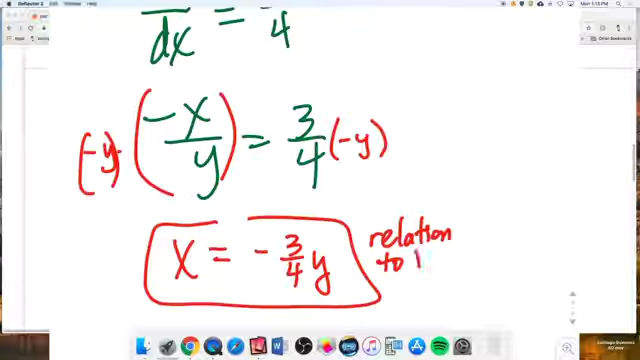 dx = 4
(-y) (-x/y) = 3/4 (-y)
x = - 3/4 y
relation
to